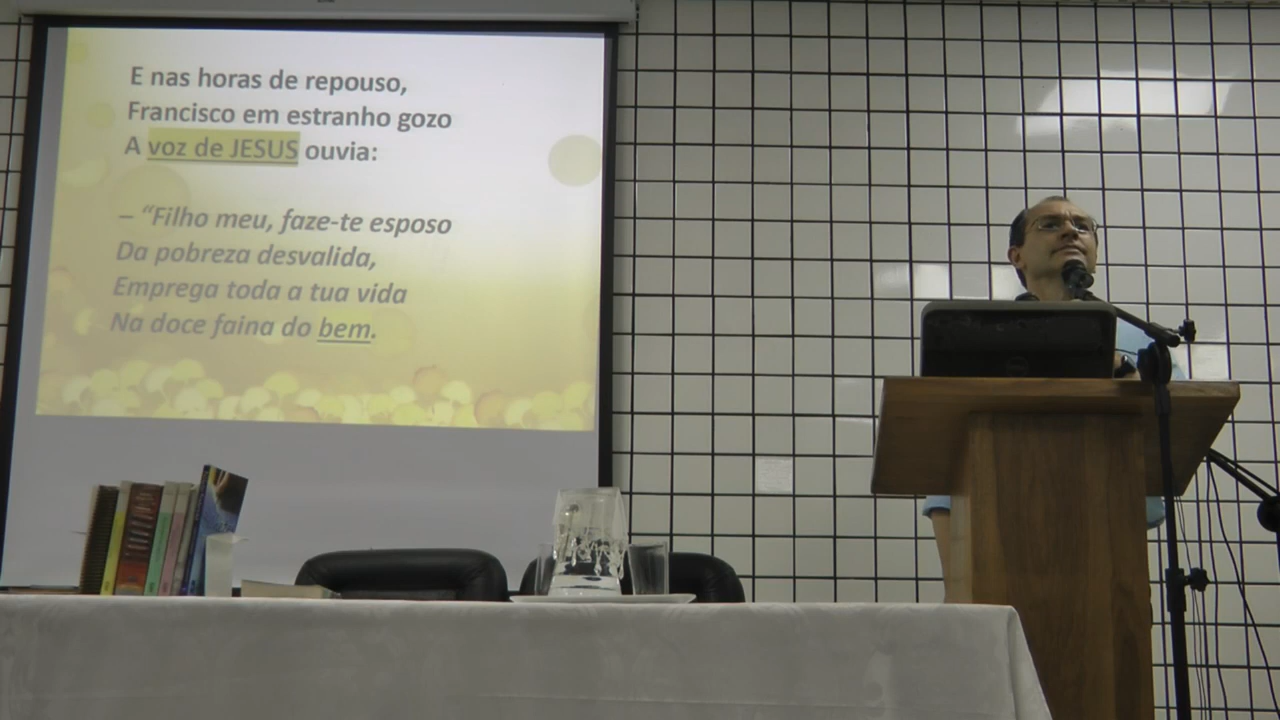 E nas horas de repouso,
Francisco em estranho gozo
A voz de JESUS ouvia:
– “Filho meu, faze-te esposo
Da pobreza desvalida,
Emprega toda a tua vida
Na doce faina do bem.